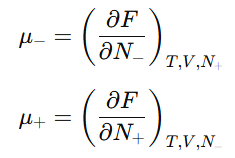 μ₋ = (∂F/∂N₋)_{T,V,N₊}
μ₊ = (∂F/∂N₊)_{T,V,N₋}